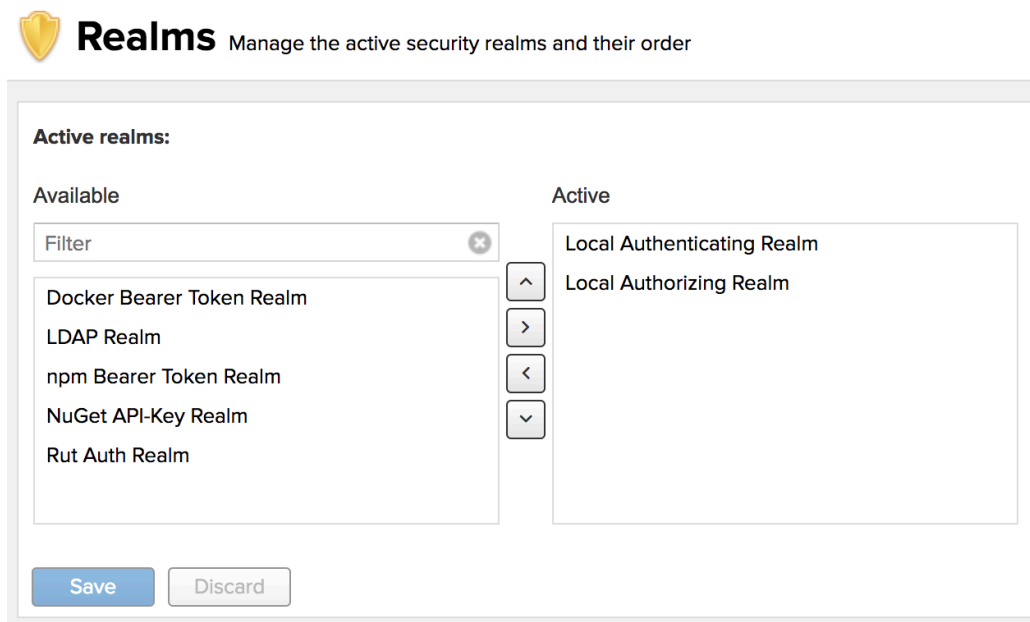 Realms Manage the active security realms and their order
Active realms:
Available
Filter
Docker Bearer Token Realm
LDAP Realm
npm Bearer Token Realm
NuGet API-Key Realm
Rut Auth Realm
Active
Local Authenticating Realm
Local Authorizing Realm
Save Discard